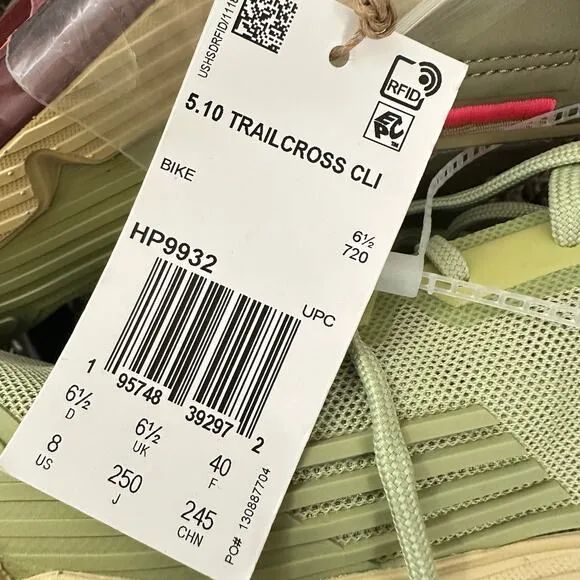 USHSDRFID/111
RFID
EPC
5.10 TRAILCROSS CLI
BIKE
6½
720
HP9932
UPC
1 95748 39297 2
6½ D
6½ UK
40 F
8 US
250 J
245 CHN
PO# 130887704